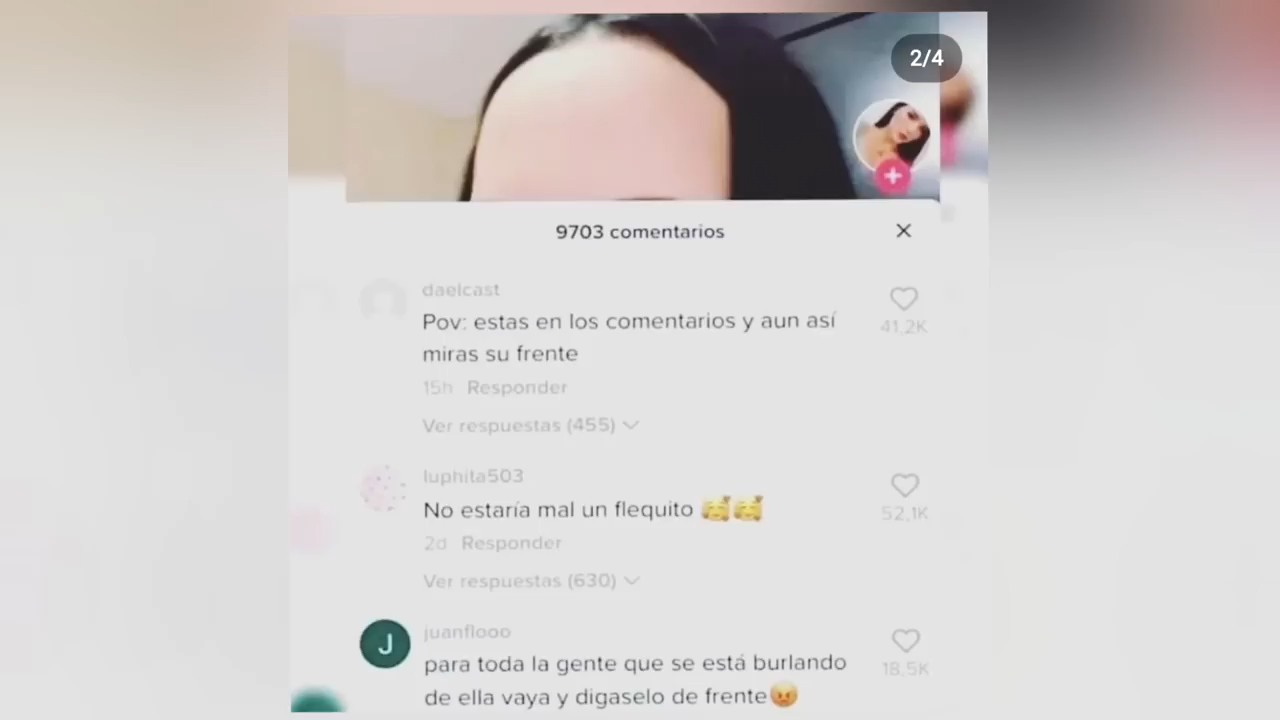 2/4
9703 comentarios
daelcast
Pov: estas en los comentarios y aun así
miras su frente
41,2K
15h Responder
Ver respuestas (455)
luphita503
No estaría mal un flequito 🥰🥰
52,1K
2d Responder
Ver respuestas (630)
J
juanflooo
para toda la gente que se está burlando
de ella vaya y digaselo de frente😡
18,5K